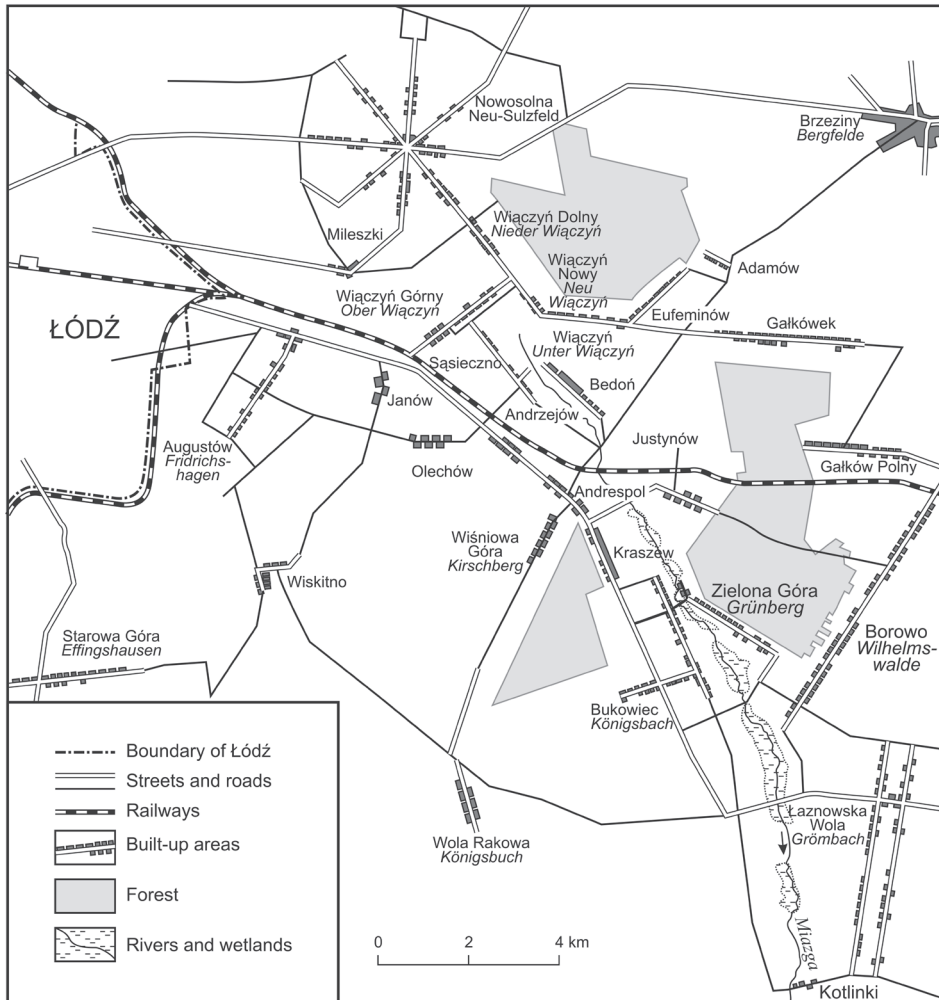 Nowosolna
Neu-Sulzfeld
Brzeziny
Bergfelde
Mileszki
Wiączyń Dolny
Nieder Wiączyń
Wiączyń
Nowy
Neu
Wiączyń
Adamów
Wiączyń Górny
Ober Wiączyń
Eufeminów
Gałkówek
ŁÓDŹ
Wiączyń
Unter Wiączyń
Sąsieczno
Bedoń
Janów
Andrzejów
Augustów
Fridrichs-
hagen
Olechów
Justynów
Gałków Polny
Andrespol
Wiśniowa
Góra
Kirschberg
Kraszew
Wiskitno
Zielona Góra
Grünberg
Starowa Góra
Effingshausen
Borowo
Wilhelms-
walde
Bukowiec
Königsbach
Boundary of Łódź
Streets and roads
Railways
Built-up areas
Forest
Rivers and wetlands
Wola Rakowa
Königsbuch
Łaznowska
Wola
Grömbach
0 2 4 km
Miazga
Kotlinki